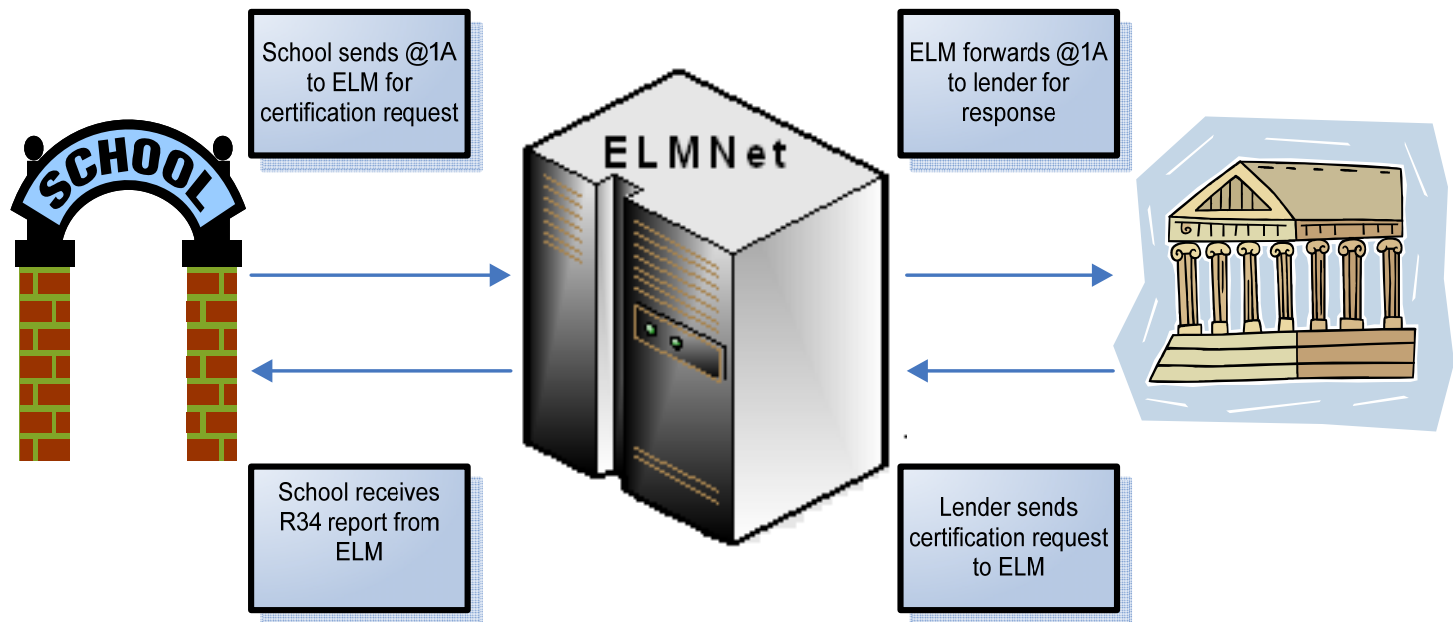 School sends @1A
to ELM for
certification request
ELM forwards @1A
to lender for
response
SCHOOL
ELMNet
School receives
R34 report from
ELM
Lender sends
certification request
to ELM